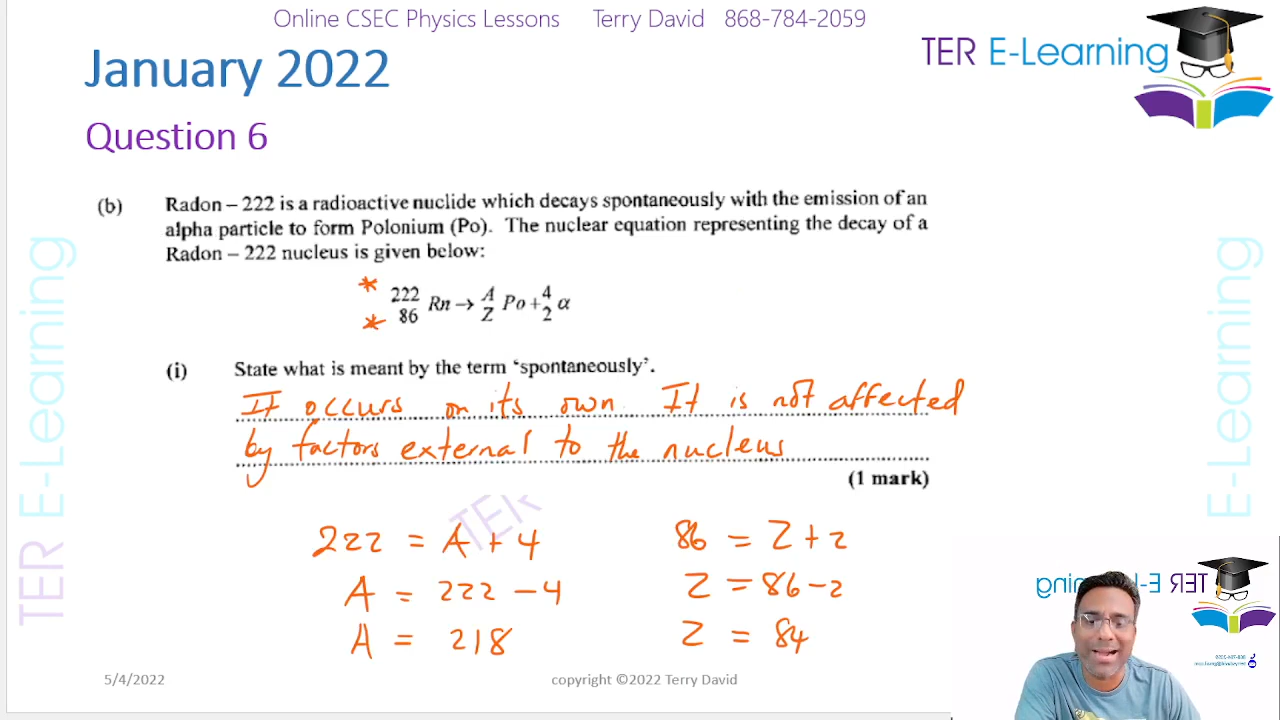 Online CSEC Physics Lessons Terry David 868-784-2059
TER E-Learning
January 2022
Question 6
(b) Radon – 222 is a radioactive nuclide which decays spontaneously with the emission of an
alpha particle to form Polonium (Po). The nuclear equation representing the decay of a
Radon – 222 nucleus is given below:
* 222 A 4
Rn → Po + α
* 86 Z 2
(i) State what is meant by the term ‘spontaneously’.
It occurs on its own. It is not affected
by factors external to the nucleus
(1 mark)
TER
222 = A + 4
A = 222 - 4
A = 218
86 = Z + 2
Z = 86 - 2
Z = 84
TER E-Learning
E-Learning
TER E-Learning
5/4/2022
copyright ©2022 Terry David